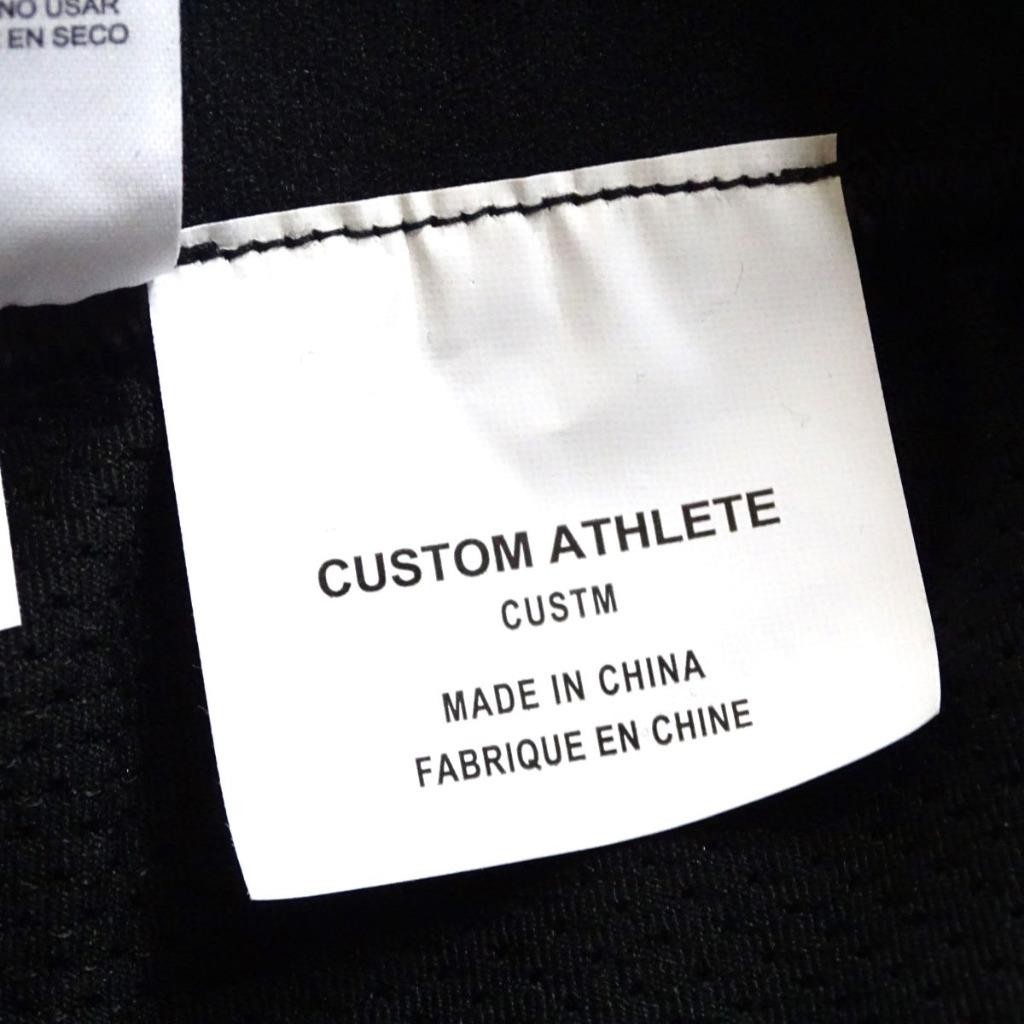 NO USAR
EN SECO
CUSTOM ATHLETE
CUSTM
MADE IN CHINA
FABRIQUE EN CHINE